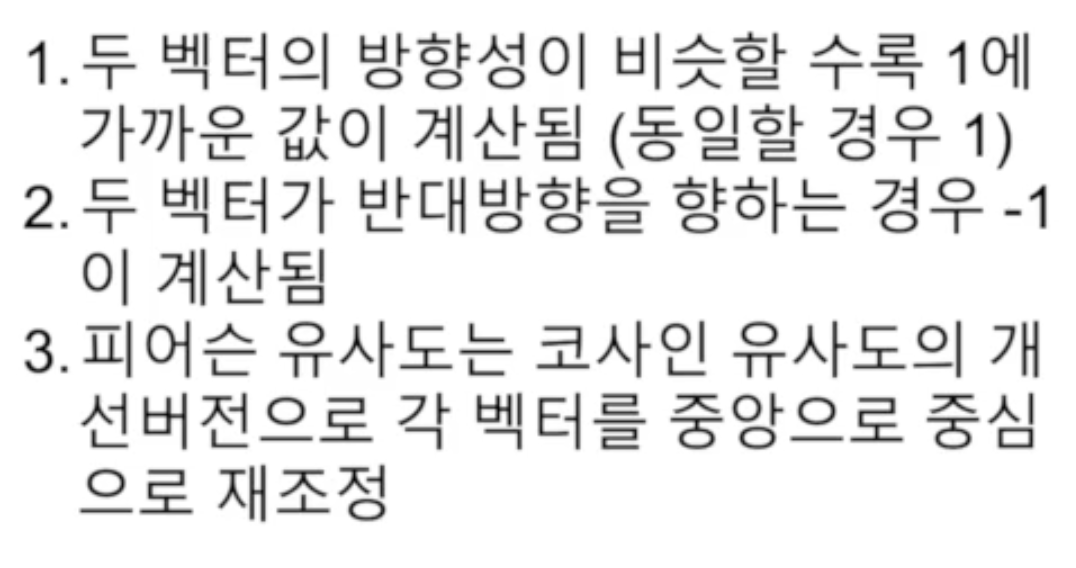 1. 두 벡터의 방향성이 비슷할 수록 1에
가까운 값이 계산됨 (동일할 경우 1)
2. 두 벡터가 반대방향을 향하는 경우 -1
이 계산됨
3. 피어슨 유사도는 코사인 유사도의 개
선버전으로 각 벡터를 중앙으로 중심
으로 재조정